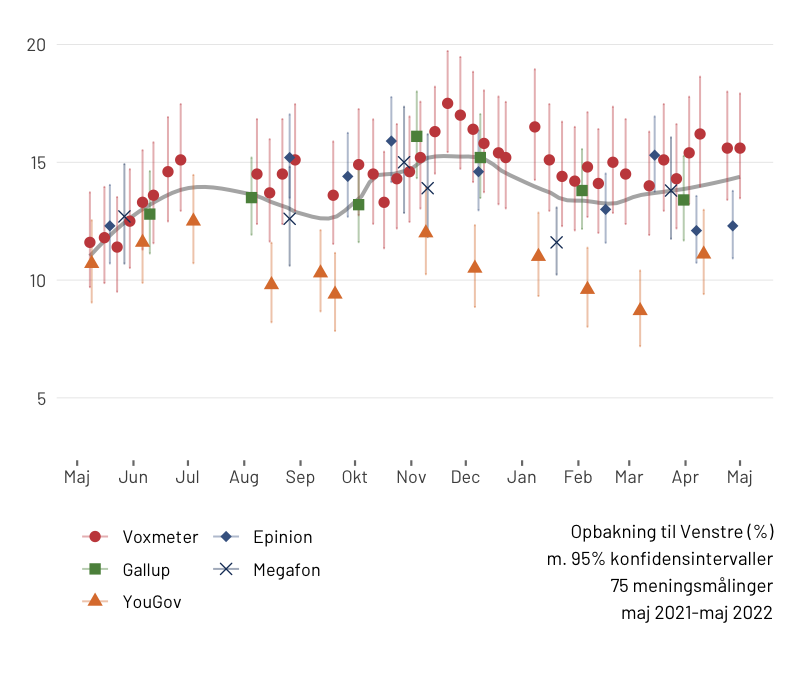 20
15
10
5
Maj Jun Jul Aug Sep Okt Nov Dec Jan Feb Mar Apr Maj
Voxmeter Epinion
Gallup Megafon
YouGov
Opbakning til Venstre (%)
m. 95% konfidensintervaller
75 meningsmålinger
maj 2021-maj 2022